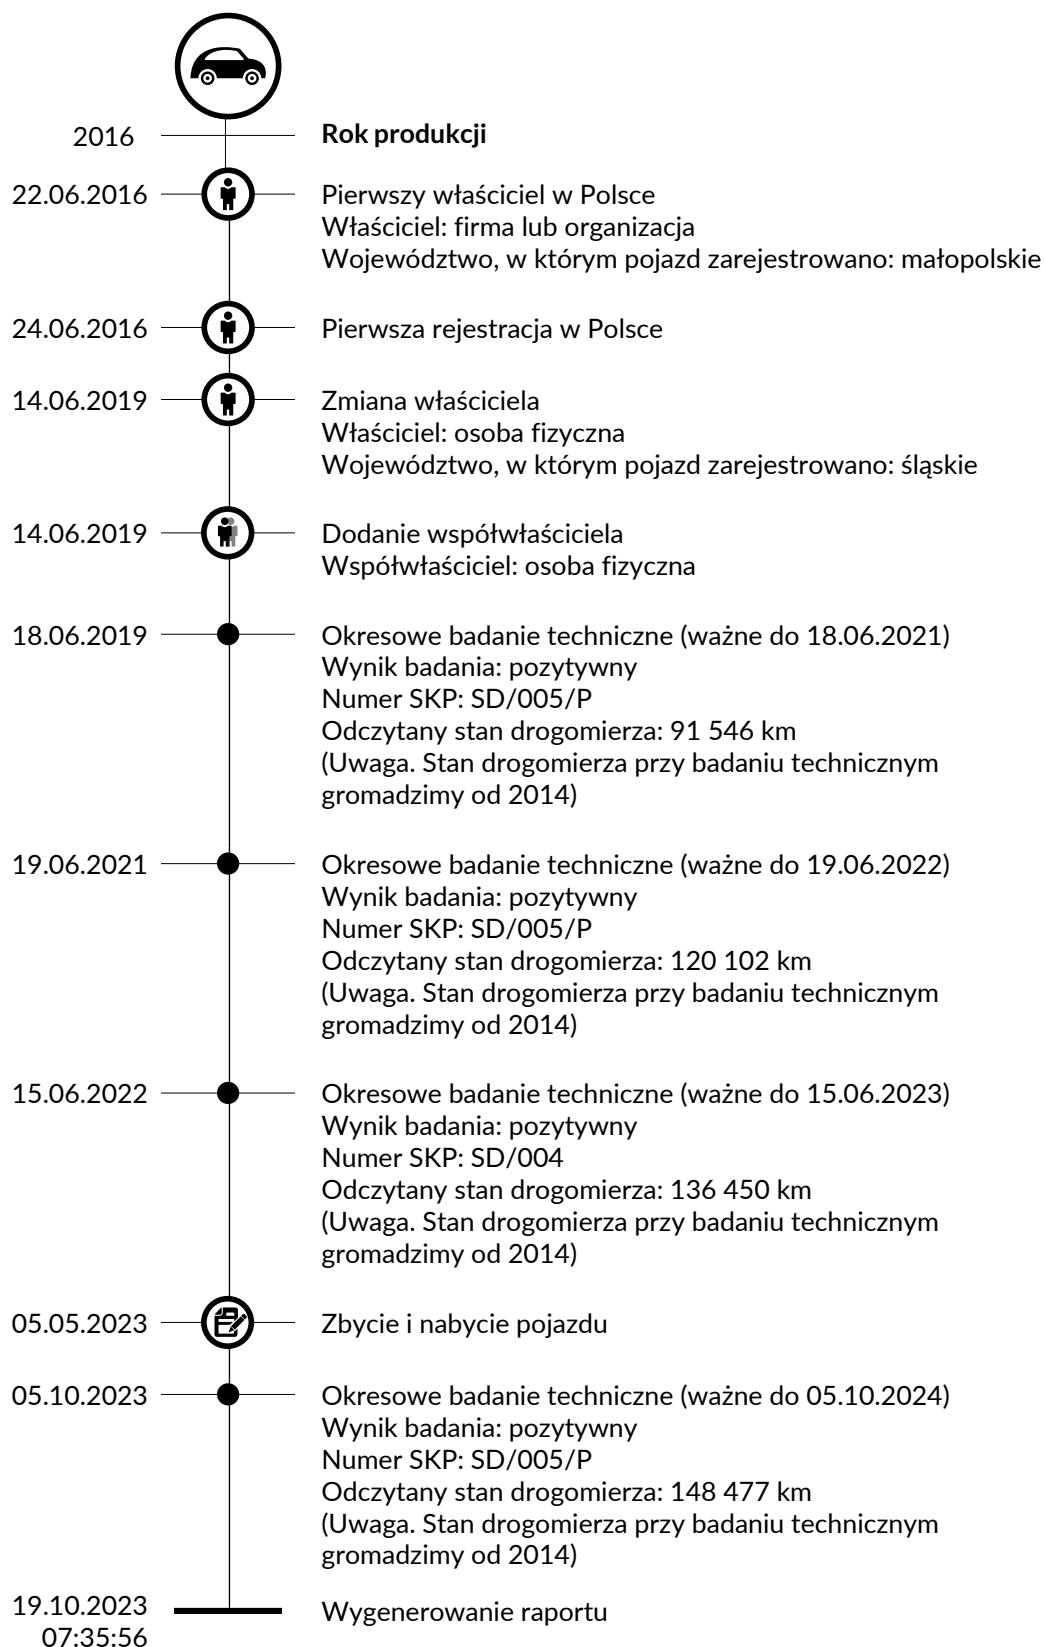 2016 Rok produkcji
22.06.2016 Pierwszy właściciel w Polsce
Właściciel: firma lub organizacja
Województwo, w którym pojazd zarejestrowano: małopolskie
24.06.2016 Pierwsza rejestracja w Polsce
14.06.2019 Zmiana właściciela
Właściciel: osoba fizyczna
Województwo, w którym pojazd zarejestrowano: śląskie
14.06.2019 Dodanie współwłaściciela
Współwłaściciel: osoba fizyczna
18.06.2019 Okresowe badanie techniczne (ważne do 18.06.2021)
Wynik badania: pozytywny
Numer SKP: SD/005/P
Odczytany stan drogomierza: 91 546 km
(Uwaga. Stan drogomierza przy badaniu technicznym
gromadzimy od 2014)
19.06.2021 Okresowe badanie techniczne (ważne do 19.06.2022)
Wynik badania: pozytywny
Numer SKP: SD/005/P
Odczytany stan drogomierza: 120 102 km
(Uwaga. Stan drogomierza przy badaniu technicznym
gromadzimy od 2014)
15.06.2022 Okresowe badanie techniczne (ważne do 15.06.2023)
Wynik badania: pozytywny
Numer SKP: SD/004
Odczytany stan drogomierza: 136 450 km
(Uwaga. Stan drogomierza przy badaniu technicznym
gromadzimy od 2014)
05.05.2023 Zbycie i nabycie pojazdu
05.10.2023 Okresowe badanie techniczne (ważne do 05.10.2024)
Wynik badania: pozytywny
Numer SKP: SD/005/P
Odczytany stan drogomierza: 148 477 km
(Uwaga. Stan drogomierza przy badaniu technicznym
gromadzimy od 2014)
19.10.2023 Wygenerowanie raportu
07:35:56